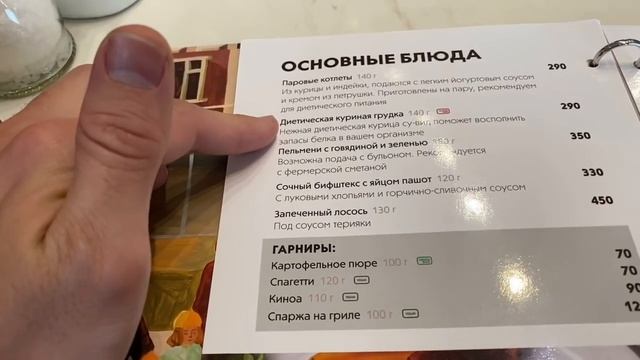 ОСНОВНЫЕ БЛЮДА
Паровые котлеты 140 г 290
Из курицы и индейки, подаются с легким йогуртовым соусом
и кремом из петрушки. Приготовлены на пару, рекомендуем
для диетического питания
Диетическая куриная грудка 140 г 290
Нежная диетическая курица су-вид поможет восполнить
запасы белка в вашем организме
Пельмени с говядиной и зеленью г 350
Возможна подача с бульоном. Рекомендуется
с фермерской сметаной
Сочный бифштекс с яйцом пашот 120 г 330
С луковыми хлопьями и горчично-сливочным соусом
Запеченный лосось 130 г 450
Под соусом терияки
ГАРНИРЫ:
Картофельное пюре 100 г 70
Спагетти 120 г 70
Киноа 110 г 90
Спаржа на гриле 100 г 12